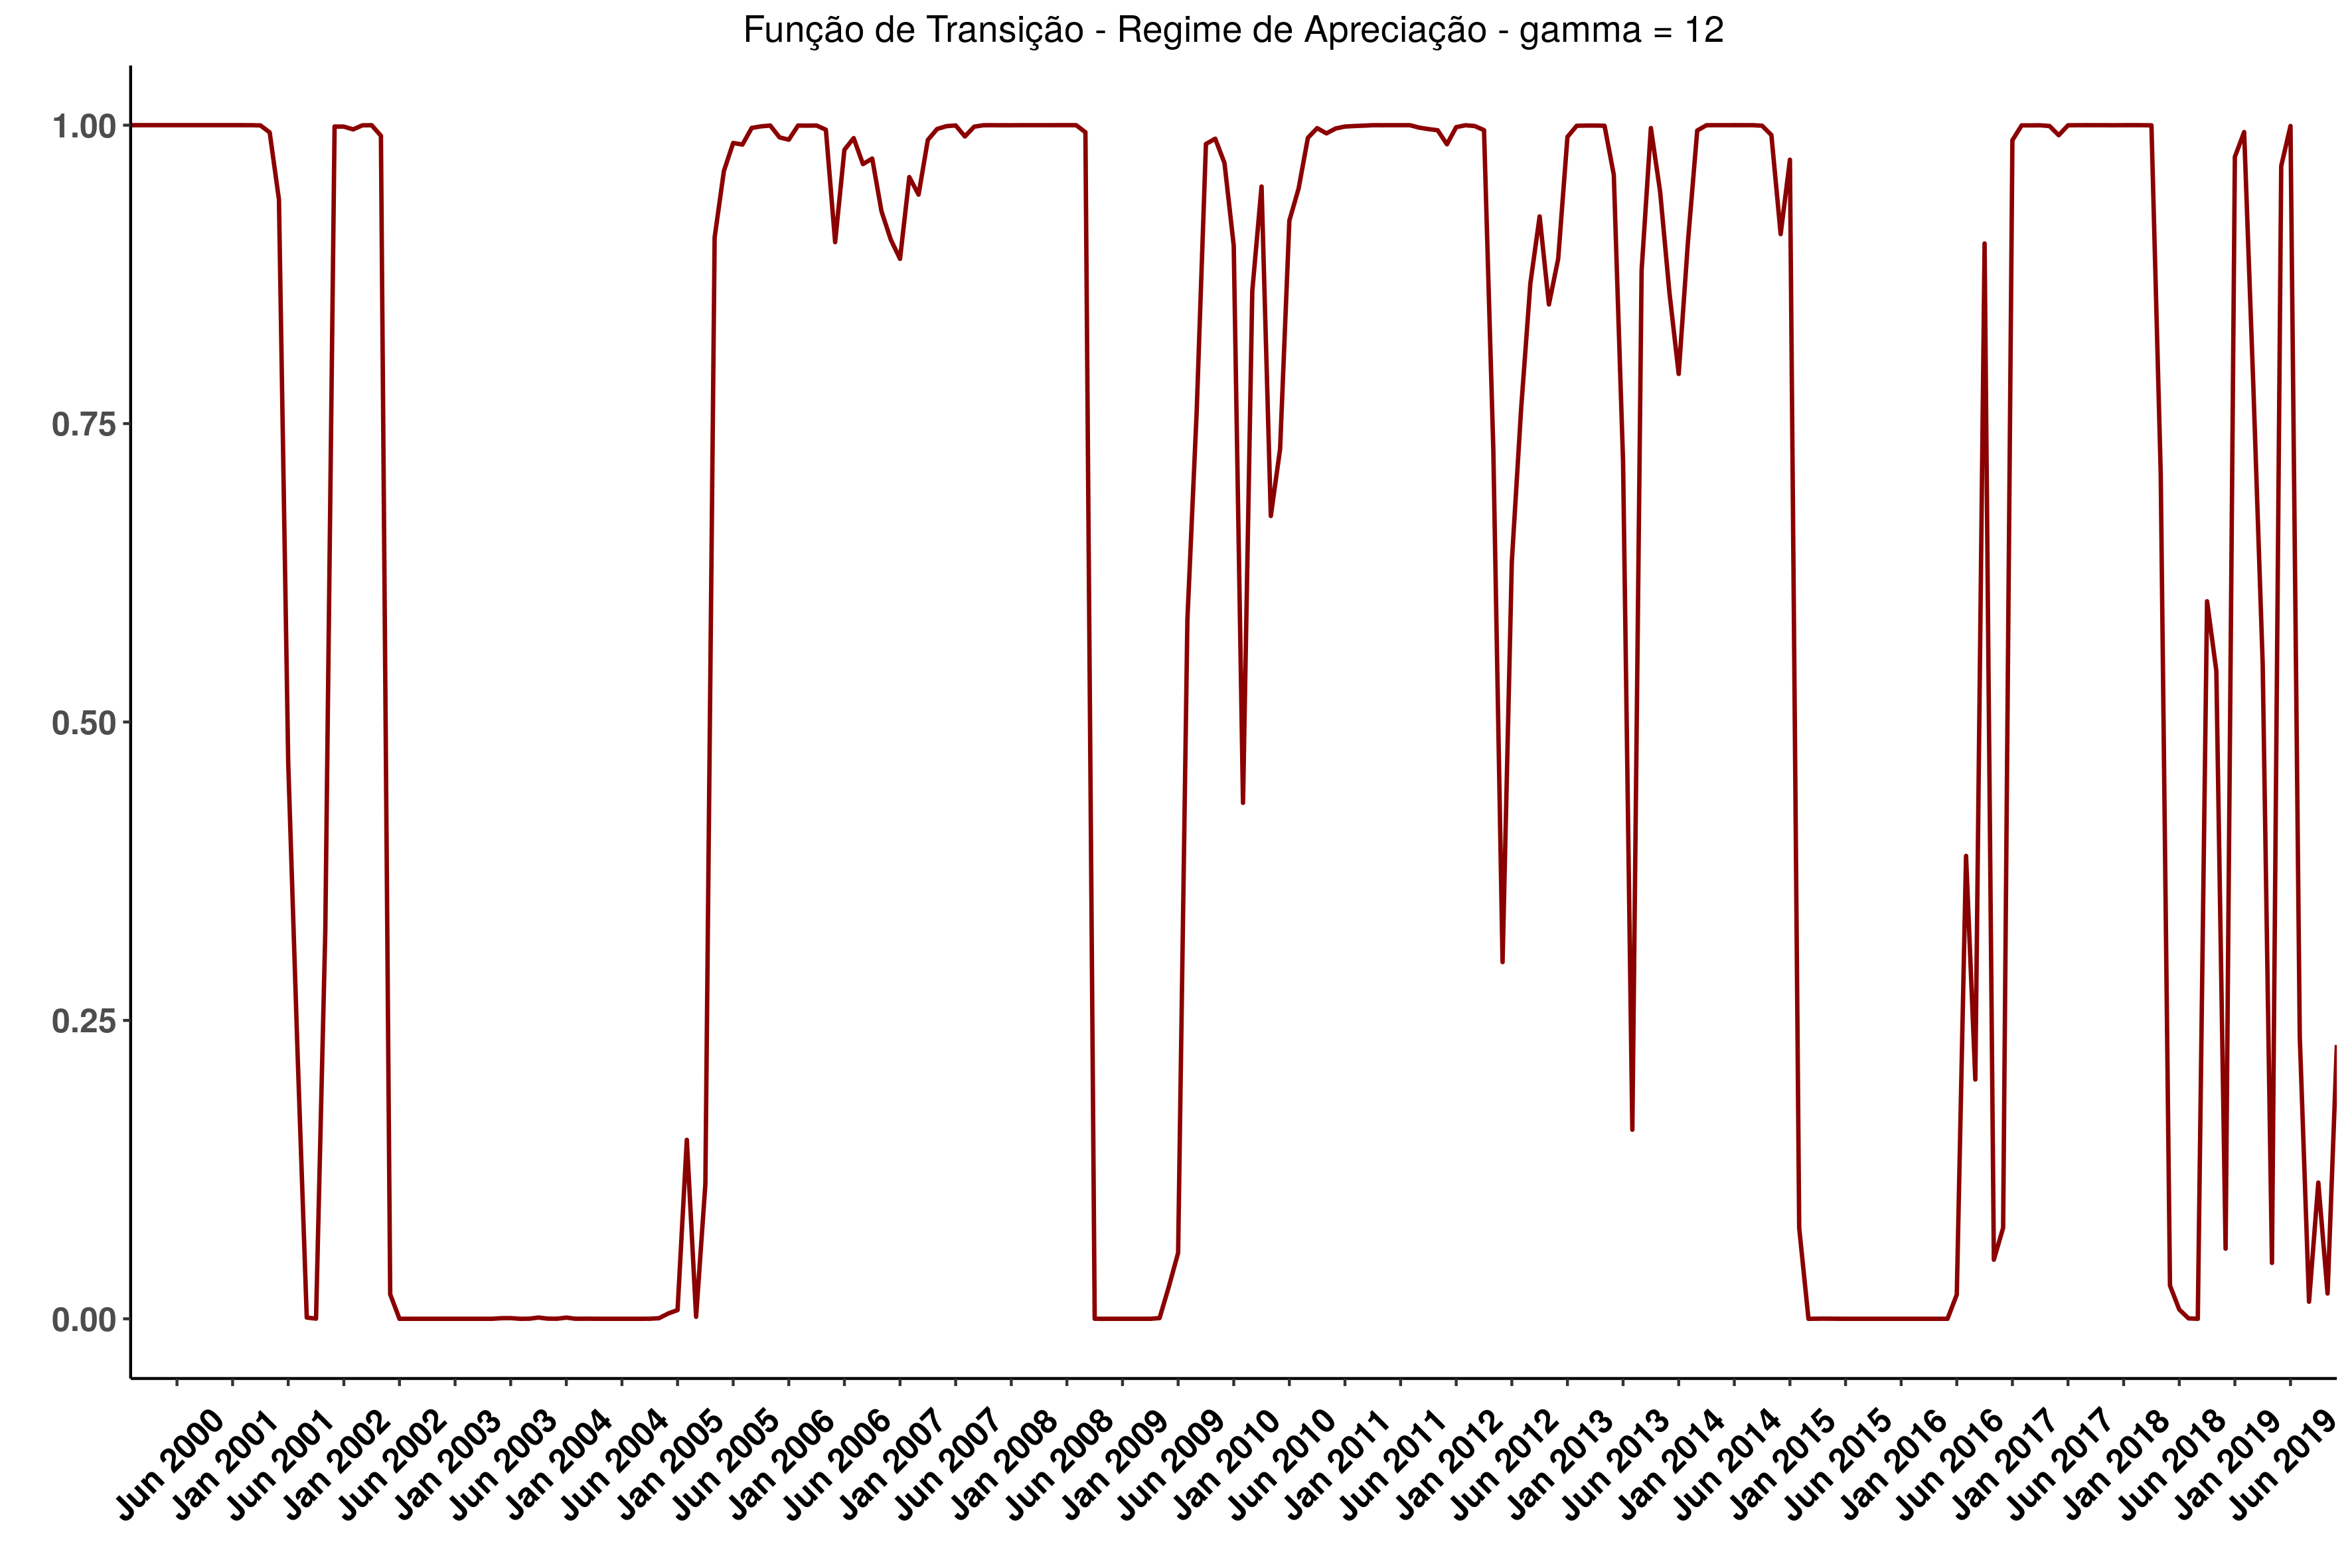 Função de Transição - Regime de Apreciação - gamma = 12
1.00
0.75
0.50
0.25
0.00
Jun 2000
Jan 2001
Jun 2001
Jan 2002
Jun 2002
Jan 2003
Jun 2003
Jan 2004
Jun 2004
Jan 2005
Jun 2005
Jan 2006
Jun 2006
Jan 2007
Jun 2007
Jan 2008
Jun 2008
Jan 2009
Jun 2009
Jan 2010
Jun 2010
Jan 2011
Jun 2011
Jan 2012
Jun 2012
Jan 2013
Jun 2013
Jan 2014
Jun 2014
Jan 2015
Jun 2015
Jan 2016
Jun 2016
Jan 2017
Jun 2017
Jan 2018
Jun 2018
Jan 2019
Jun 2019